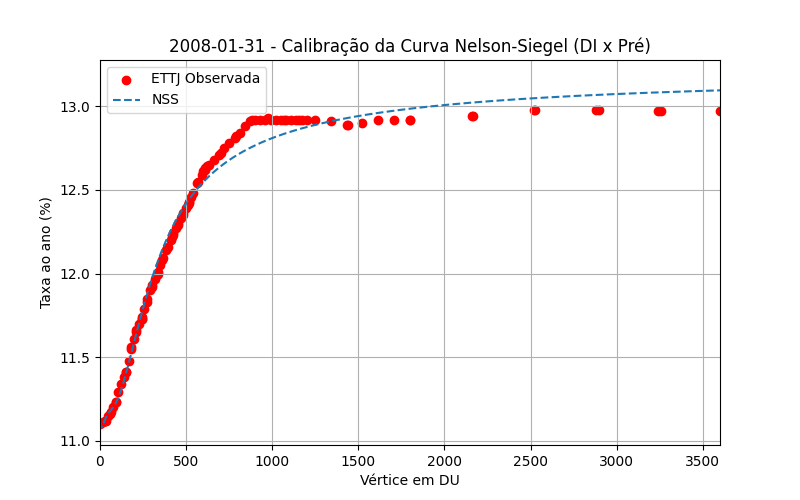 2008-01-31 - Calibração da Curva Nelson-Siegel (DI x Pré)
ETTJ Observada
NSS
13.0
12.5
12.0
11.5
11.0
Taxa ao ano (%)
0 500 1000 1500 2000 2500 3000 3500
Vértice em DU